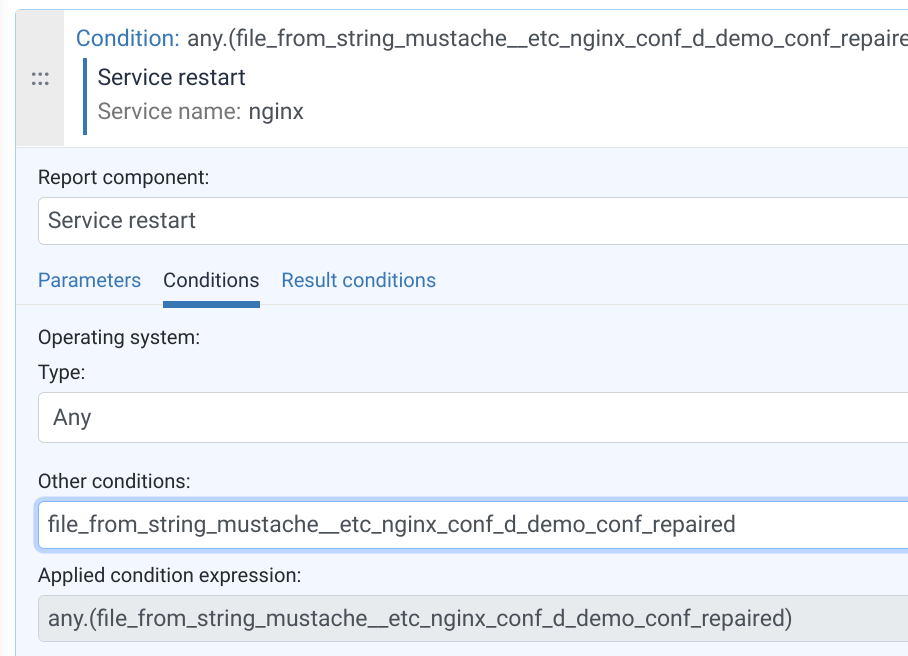 Condition: any.(file_from_string_mustache__etc_nginx_conf_d_demo_conf_repaire
Service restart
Service name: nginx
Report component:
Service restart
Parameters Conditions Result conditions
Operating system:
Type:
Any
Other conditions:
file_from_string_mustache__etc_nginx_conf_d_demo_conf_repaired
Applied condition expression:
any.(file_from_string_mustache__etc_nginx_conf_d_demo_conf_repaired)